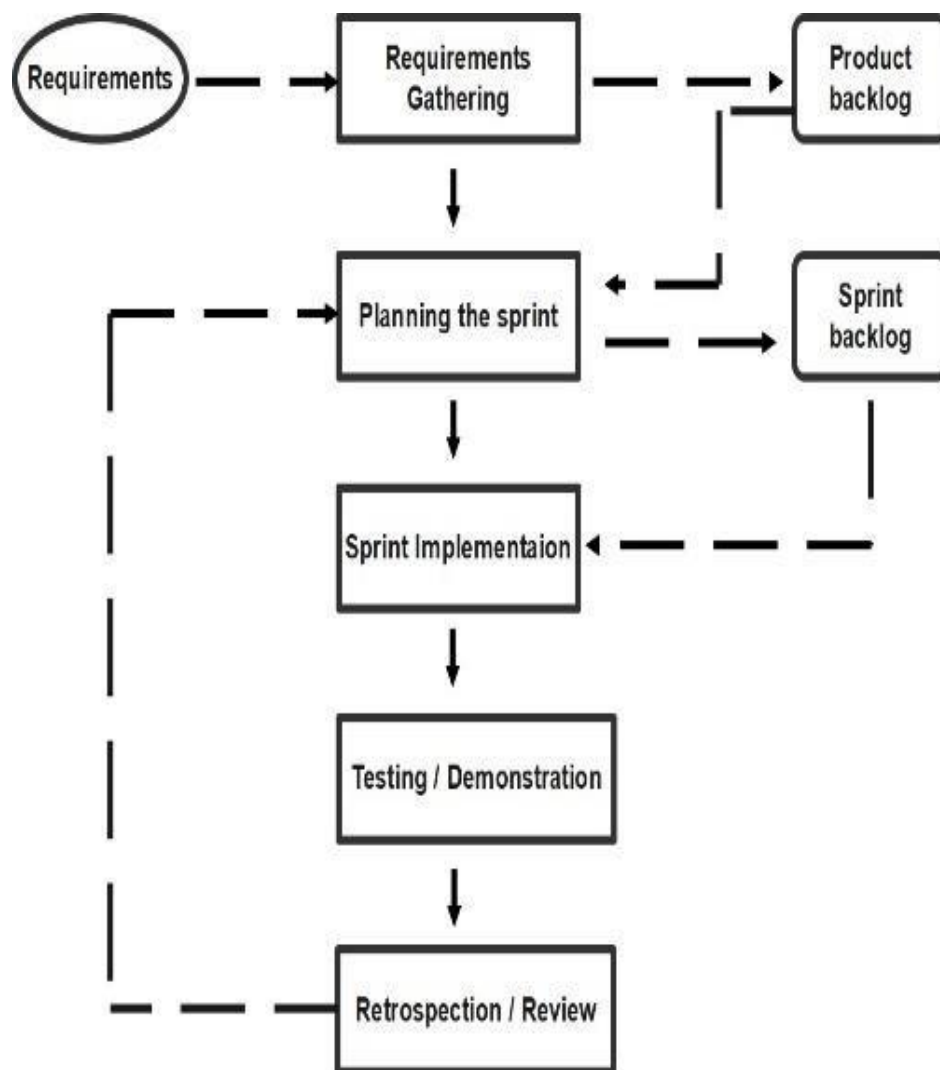 Requirements
Requirements
Gathering
Product
backlog
Planning the sprint
Sprint
backlog
Sprint Implementaion
Testing / Demonstration
Retrospection / Review